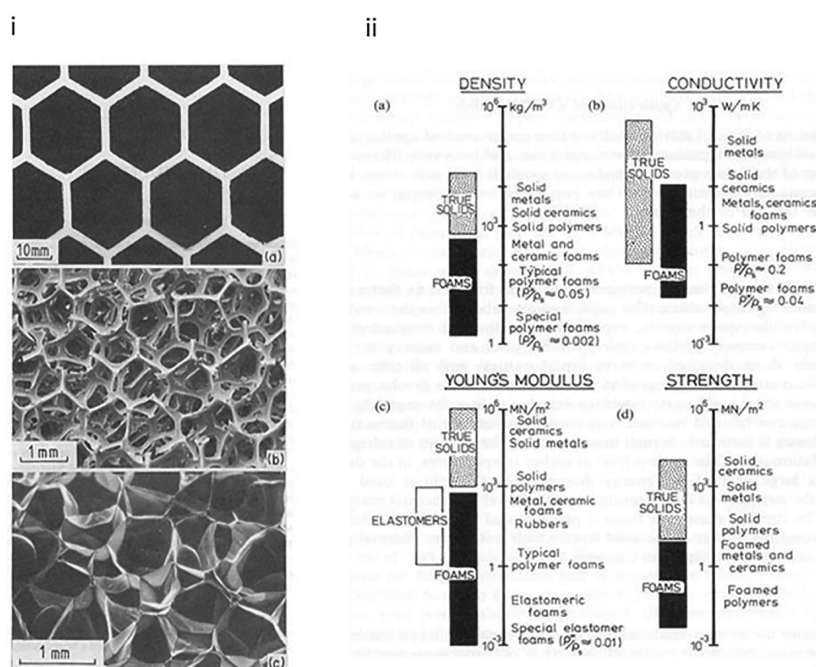 i
ii
10mm
(a)
1 mm
(b)
1 mm
(c)
DENSITY
(a)
10⁶ kg/m³
TRUE
SOLIDS
Solid
metals
Solid ceramics
10³
Solid polymers
Metal and
ceramic foams
Typical
polymer foams
(ρ*/ρs ≈ 0.05)
FOAMS
Special
polymer foams
1
(ρ*/ρs ≈ 0.002)
CONDUCTIVITY
(b)
10³ W/mK
TRUE
SOLIDS
Solid
metals
Solid
ceramics
Metals, ceramics
foams
1
Solid polymers
FOAMS
Polymer foams
ρ*/ρs ≈ 0.2
Polymer foams
ρ*/ρs ≈ 0.04
10⁻³
YOUNG'S MODULUS
(c)
10⁶ MN/m²
TRUE
SOLIDS
Solid
ceramics
Solid metals
Solid
polymers
10³
Metal, ceramic
foams
ELASTOMERS
Rubbers
Typical
1
polymer foams
FOAMS
Elastomeric
foams
Special elastomer
foams (ρ*/ρs ≈ 0.01)
10⁻³
STRENGTH
(d)
10⁶ MN/m²
Solid
ceramics
TRUE
SOLIDS
10³
Solid
metals
Solid
polymers
Foamed
metals and
1
ceramics
FOAMS
Foamed
polymers
10⁻³